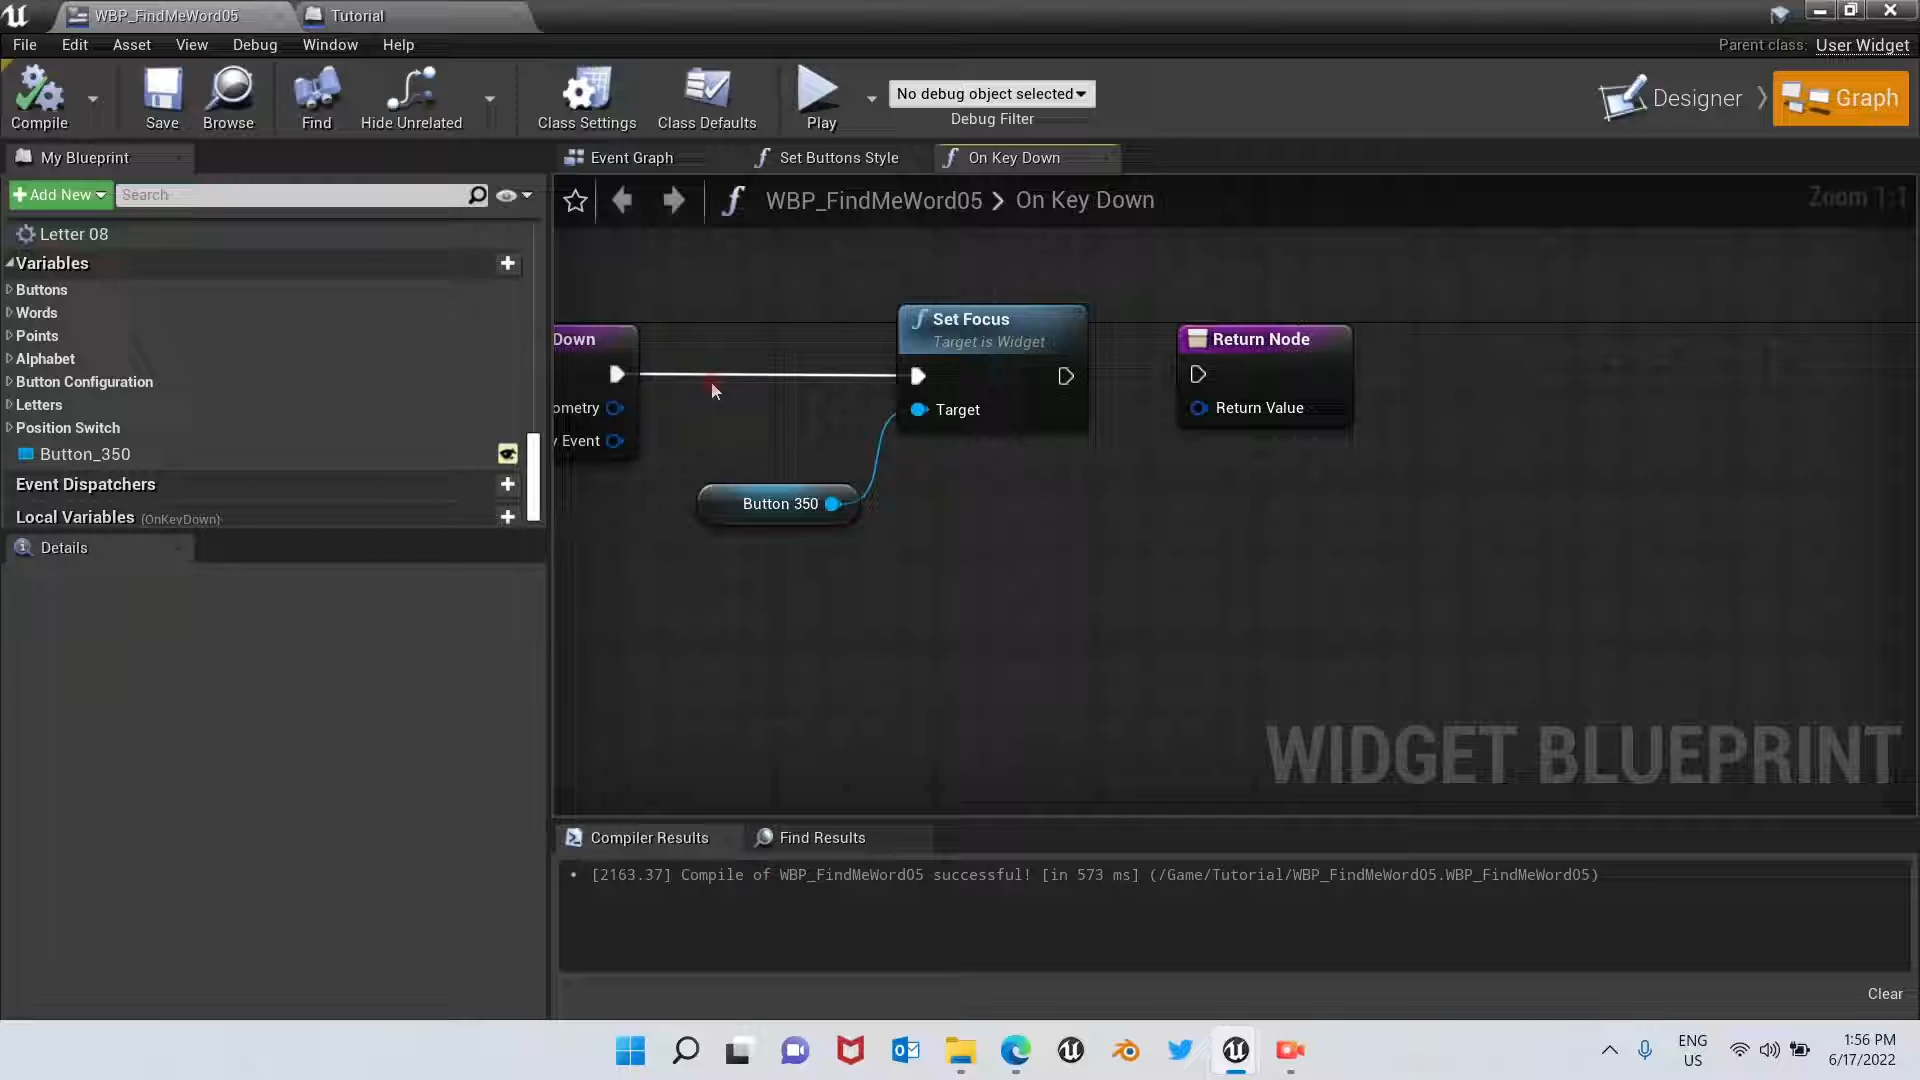 WBP_FindMeWord05
Tutorial
File Edit Asset View Debug Window Help
Parent class: User Widget
Compile
Save
Browse
Find
Hide Unrelated
Class Settings
Class Defaults
Play
No debug object selected
Debug Filter
Designer
Graph
My Blueprint
Event Graph
Set Buttons Style
On Key Down
Add New
Search
WBP_FindMeWord05 > On Key Down
Zoom 1:1
Letter 08
Variables
Buttons
Words
Points
Alphabet
Button Configuration
Letters
Position Switch
Button_350
Event Dispatchers
Local Variables (OnKeyDown)
Details
Down
ometry
y Event
Set Focus
Target is Widget
Target
Button 350
Return Node
Return Value
WIDGET BLUEPRINT
Compiler Results
Find Results
• [2163.37] Compile of WBP_FindMeWord05 successful! [in 573 ms] (/Game/Tutorial/WBP_FindMeWord05.WBP_FindMeWord05)
Clear
ENG
US
1:56 PM
6/17/2022